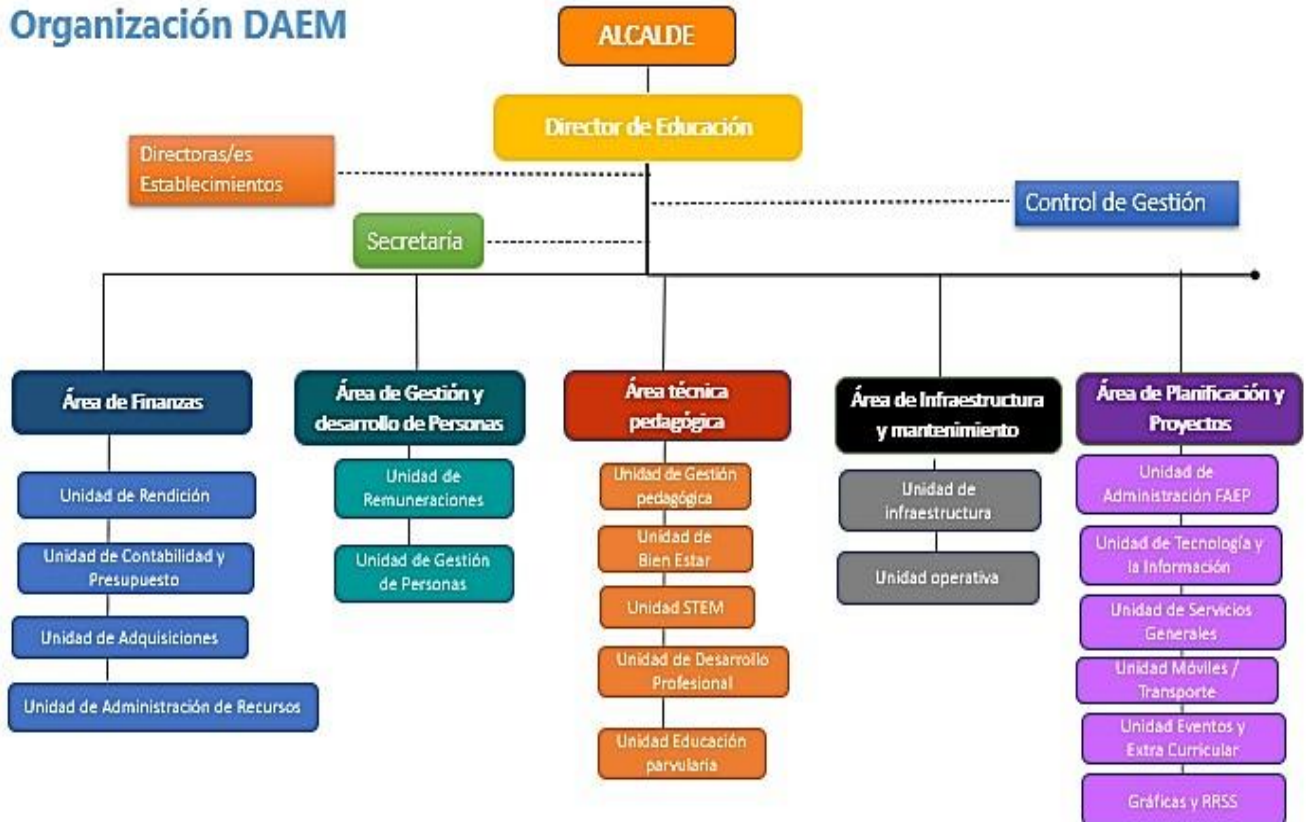 Organización DAEM
ALCALDE
Director de Educación
Directoras/es
Establecimientos
Control de Gestión
Secretaria
Área de Finanzas
Unidad de Rendición
Unidad de Contabilidad y
Presupuesto
Unidad de Adquisiciones
Unidad de Administración de Recursos
Área de Gestión y
desarrollo de Personas
Unidad de
Remuneraciones
Unidad de Gestión
de Personas
Área técnica
pedagógica
Unidad de Gestión
pedagógica
Unidad de
Bien Estar
Unidad STEM
Unidad de Desarrollo
Profesional
Unidad Educación
parvularia
Área de Infraestructura
y mantenimiento
Unidad de
infraestructura
Unidad operativa
Área de Planificación y
Proyectos
Unidad de
Administración FAEP
Unidad de Tecnología y
la Información
Unidad de Servicios
Generales
Unidad Móviles /
Transporte
Unidad Eventos y
Extra Curricular
Gráficas y RRSS